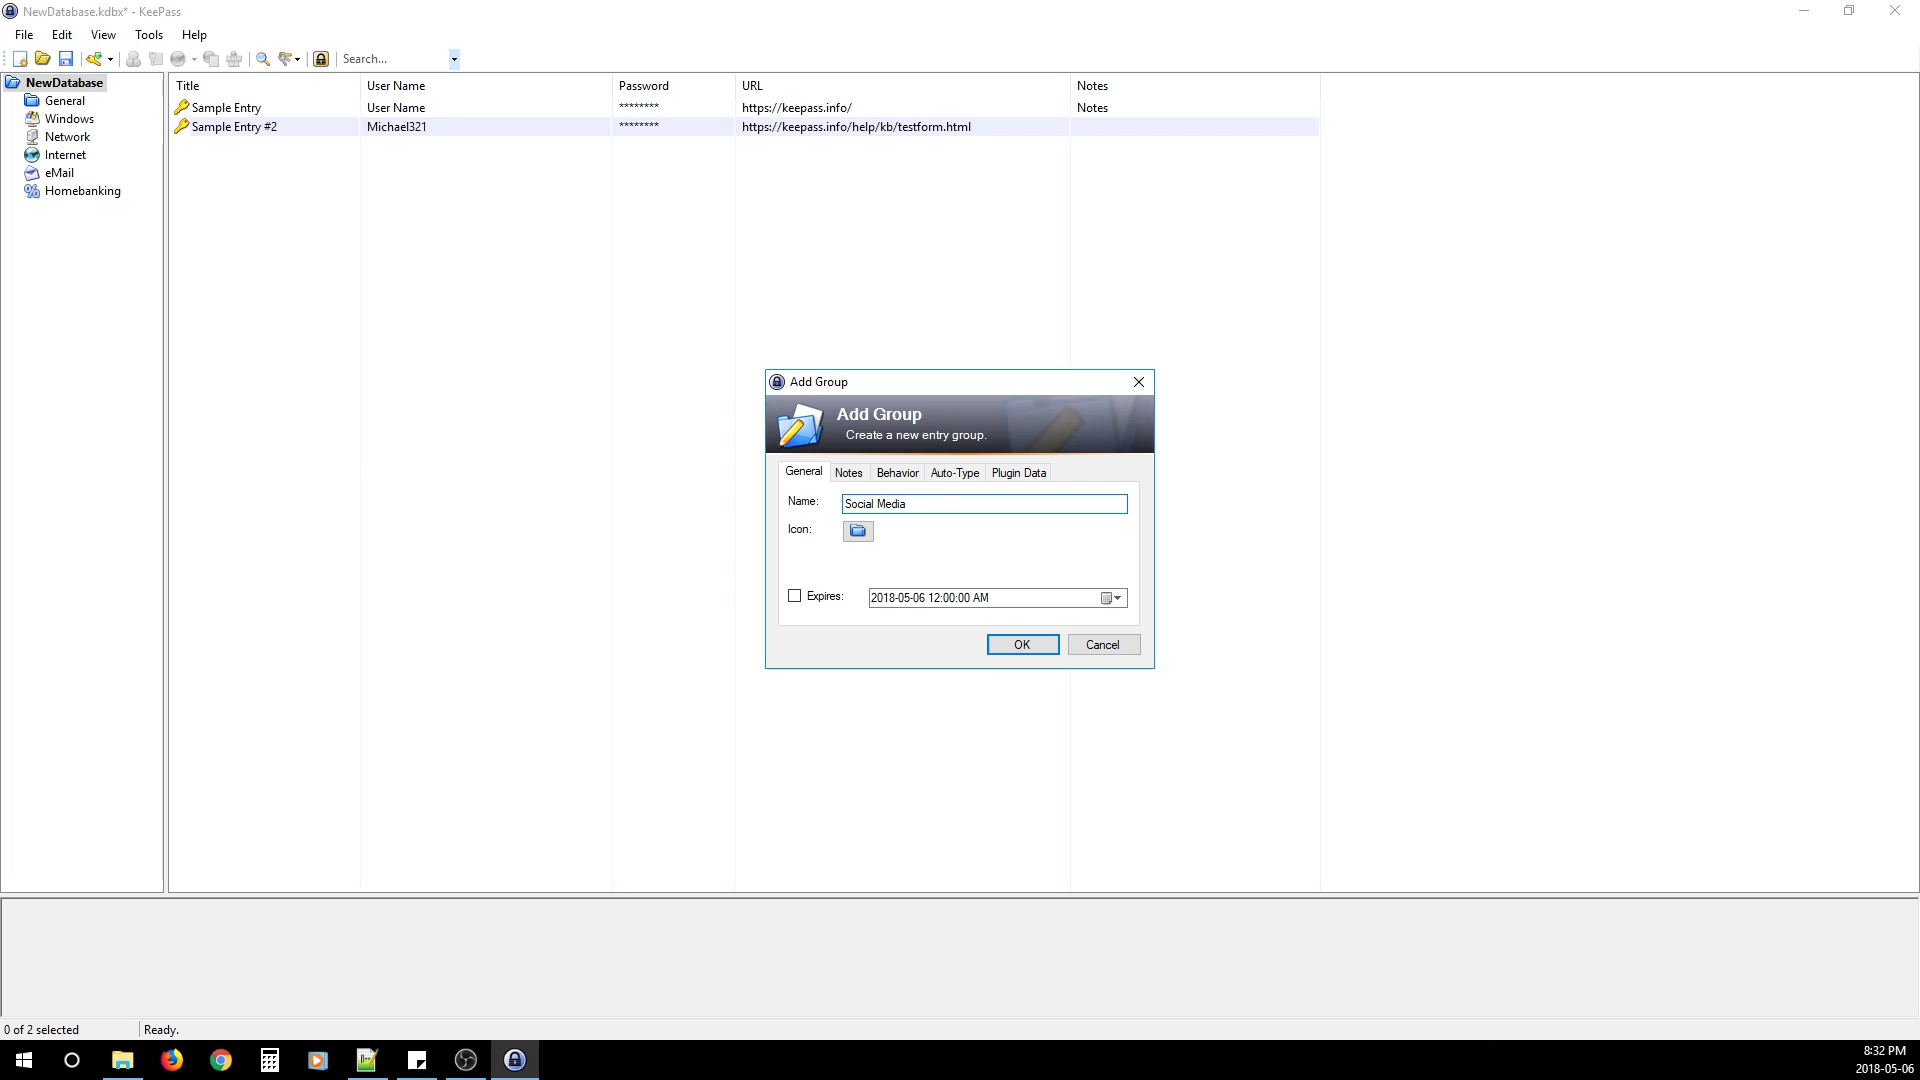 NewDatabase.kdbx* - KeePass
File Edit View Tools Help
Search...
NewDatabase
General
Windows
Network
Internet
eMail
Homebanking
Title User Name Password URL Notes
Sample Entry User Name ******** https://keepass.info/ Notes
Sample Entry #2 Michael321 ******** https://keepass.info/help/kb/testform.html
Add Group
Add Group
Create a new entry group.
General Notes Behavior Auto-Type Plugin Data
Name: Social Media
Icon:
Expires: 2018-05-06 12:00:00 AM
OK Cancel
0 of 2 selected Ready.
8:32 PM
2018-05-06